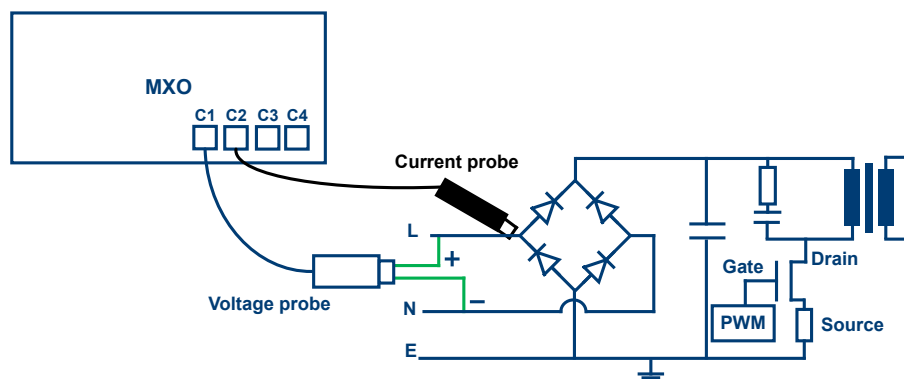 MXO
C1 C2 C3 C4
Current probe
L
+
Voltage probe
−
N
Gate
Drain
PWM
Source
E